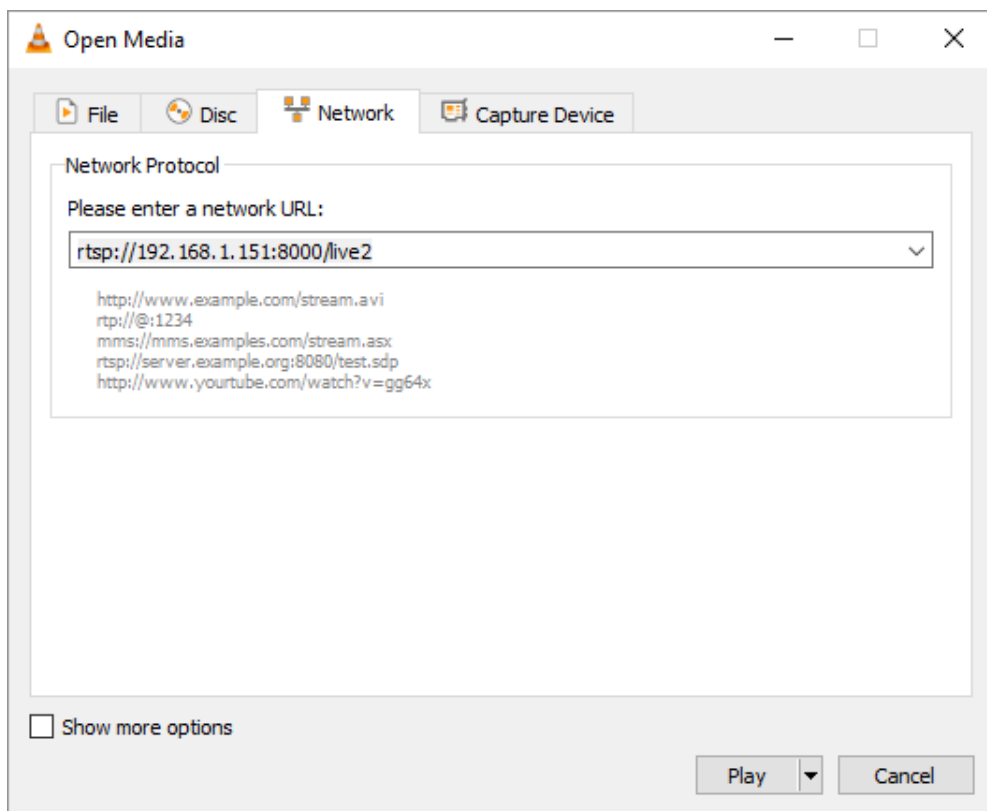 Open Media
File Disc Network Capture Device
Network Protocol
Please enter a network URL:
rtsp://192.168.1.151:8000/live2
http://www.example.com/stream.avi
rtp://@:1234
mms://mms.examples.com/stream.asx
rtsp://server.example.org:8080/test.sdp
http://www.yourtube.com/watch?v=gg64x
Show more options
Play Cancel